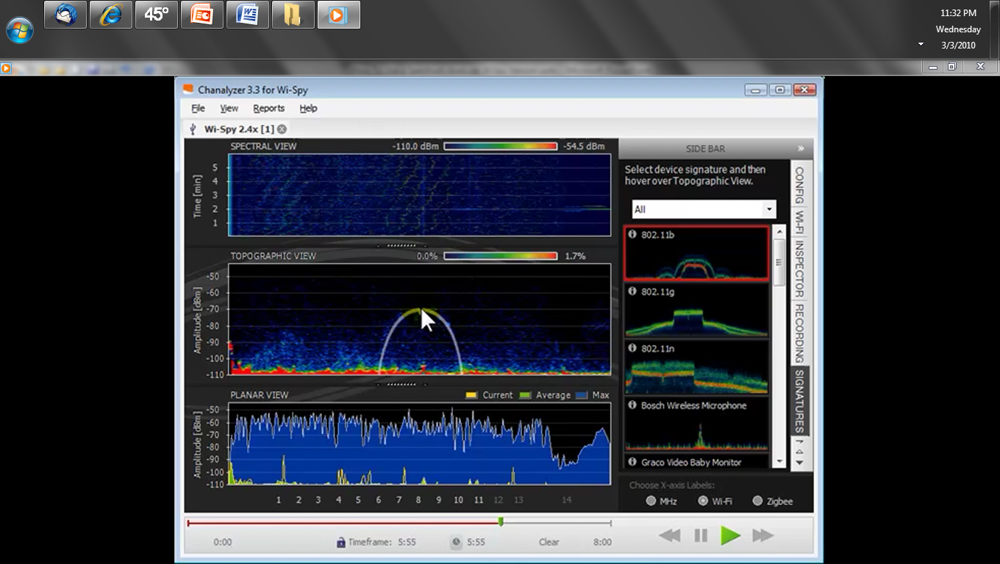 45°
11:32 PM
Wednesday
3/3/2010
Chanalyzer 3.3 for Wi-Spy
File View Reports Help
Wi-Spy 2.4x [1]
SPECTRAL VIEW -110.0 dBm -54.5 dBm
Time [min]
5
4
3
2
1
TOPOGRAPHIC VIEW 0.0% 1.7%
Amplitude [dBm]
-50
-60
-70
-80
-90
-100
-110
PLANAR VIEW Current Average Max
Amplitude [dBm]
-50
-60
-70
-80
-90
-100
-110
1 2 3 4 5 6 7 8 9 10 11 12 13 14
SIDE BAR »
Select device signature and then
hover over Topographic View.
All
802.11b
802.11g
802.11n
Bosch Wireless Microphone
Graco Video Baby Monitor
CONFIG
WI-FI
INSPECTOR
RECORDING
SIGNATURES
Choose X-axis Labels:
MHz Wi-Fi Zigbee
0:00 Timeframe: 5:55 5:55 Clear 8:00